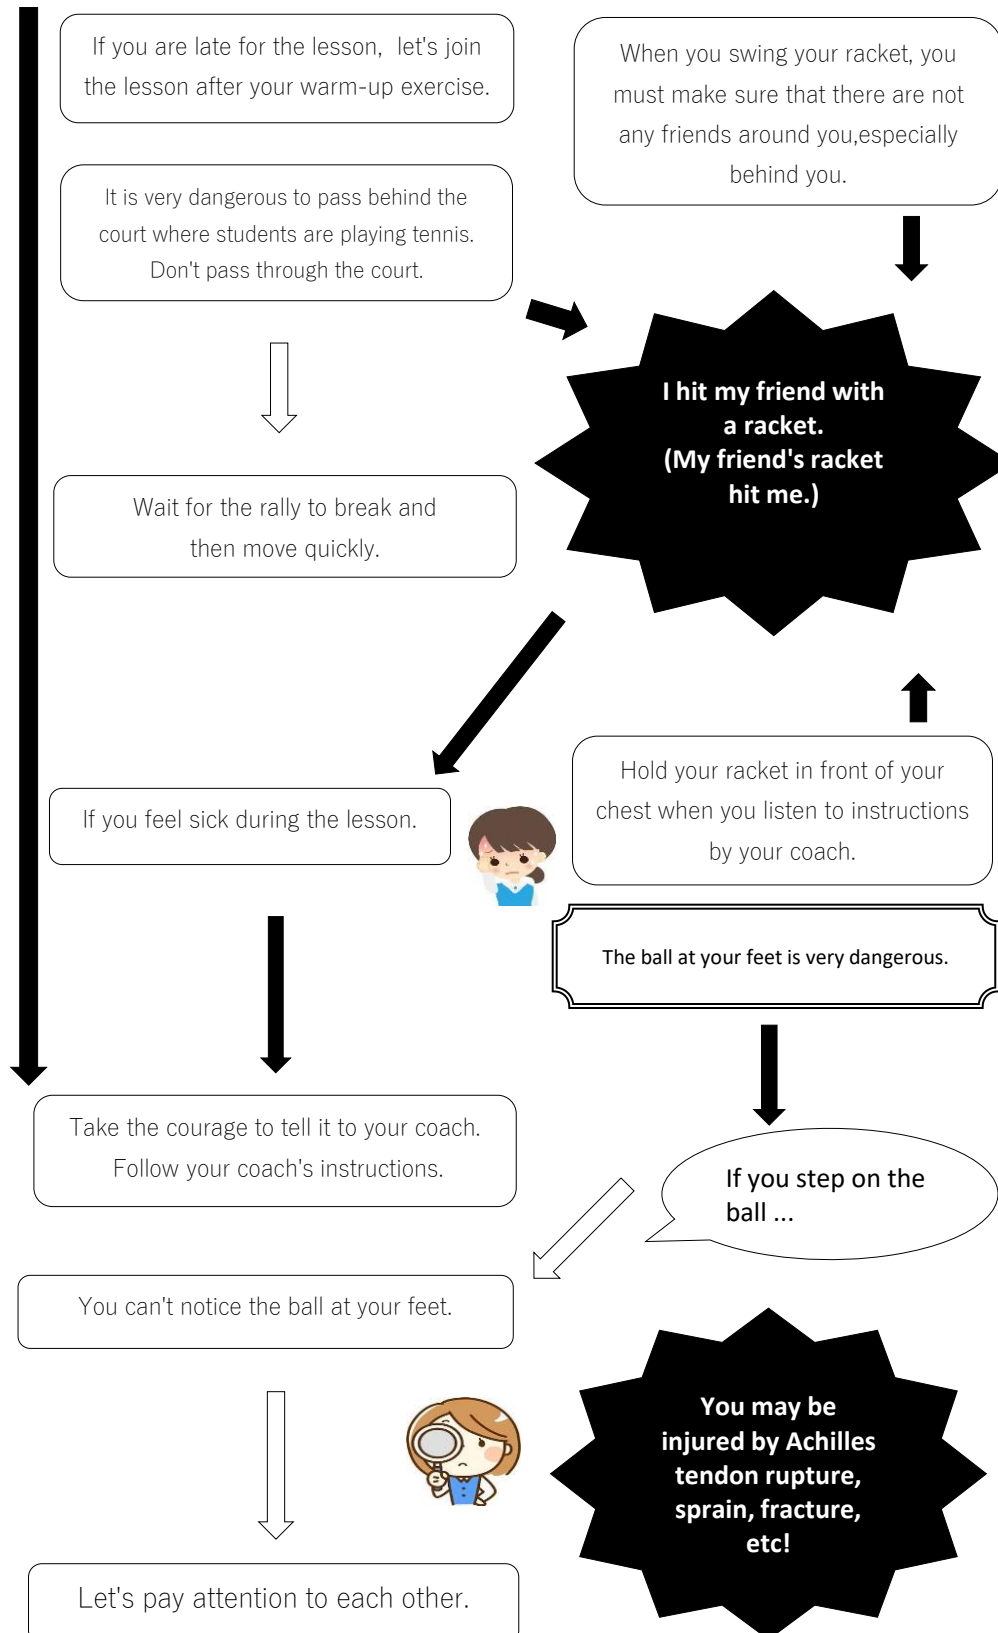 If you are late for the lesson,  let's join
the lesson after your warm-up exercise.
When you swing your racket, you
must make sure that there are not
any friends around you,especially
behind you.
It is very dangerous to pass behind the
court where students are playing tennis.
Don't pass through the court.
I hit my friend with
a racket.
(My friend's racket
hit me.)
Wait for the rally to break and
then move quickly.
If you feel sick during the lesson.
Hold your racket in front of your
chest when you listen to instructions
by your coach.
The ball at your feet is very dangerous.
Take the courage to tell it to your coach.
Follow your coach's instructions.
If you step on the
ball ...
You can't notice the ball at your feet.
You may be
injured by Achilles
tendon rupture,
sprain, fracture,
etc!
Let's pay attention to each other.